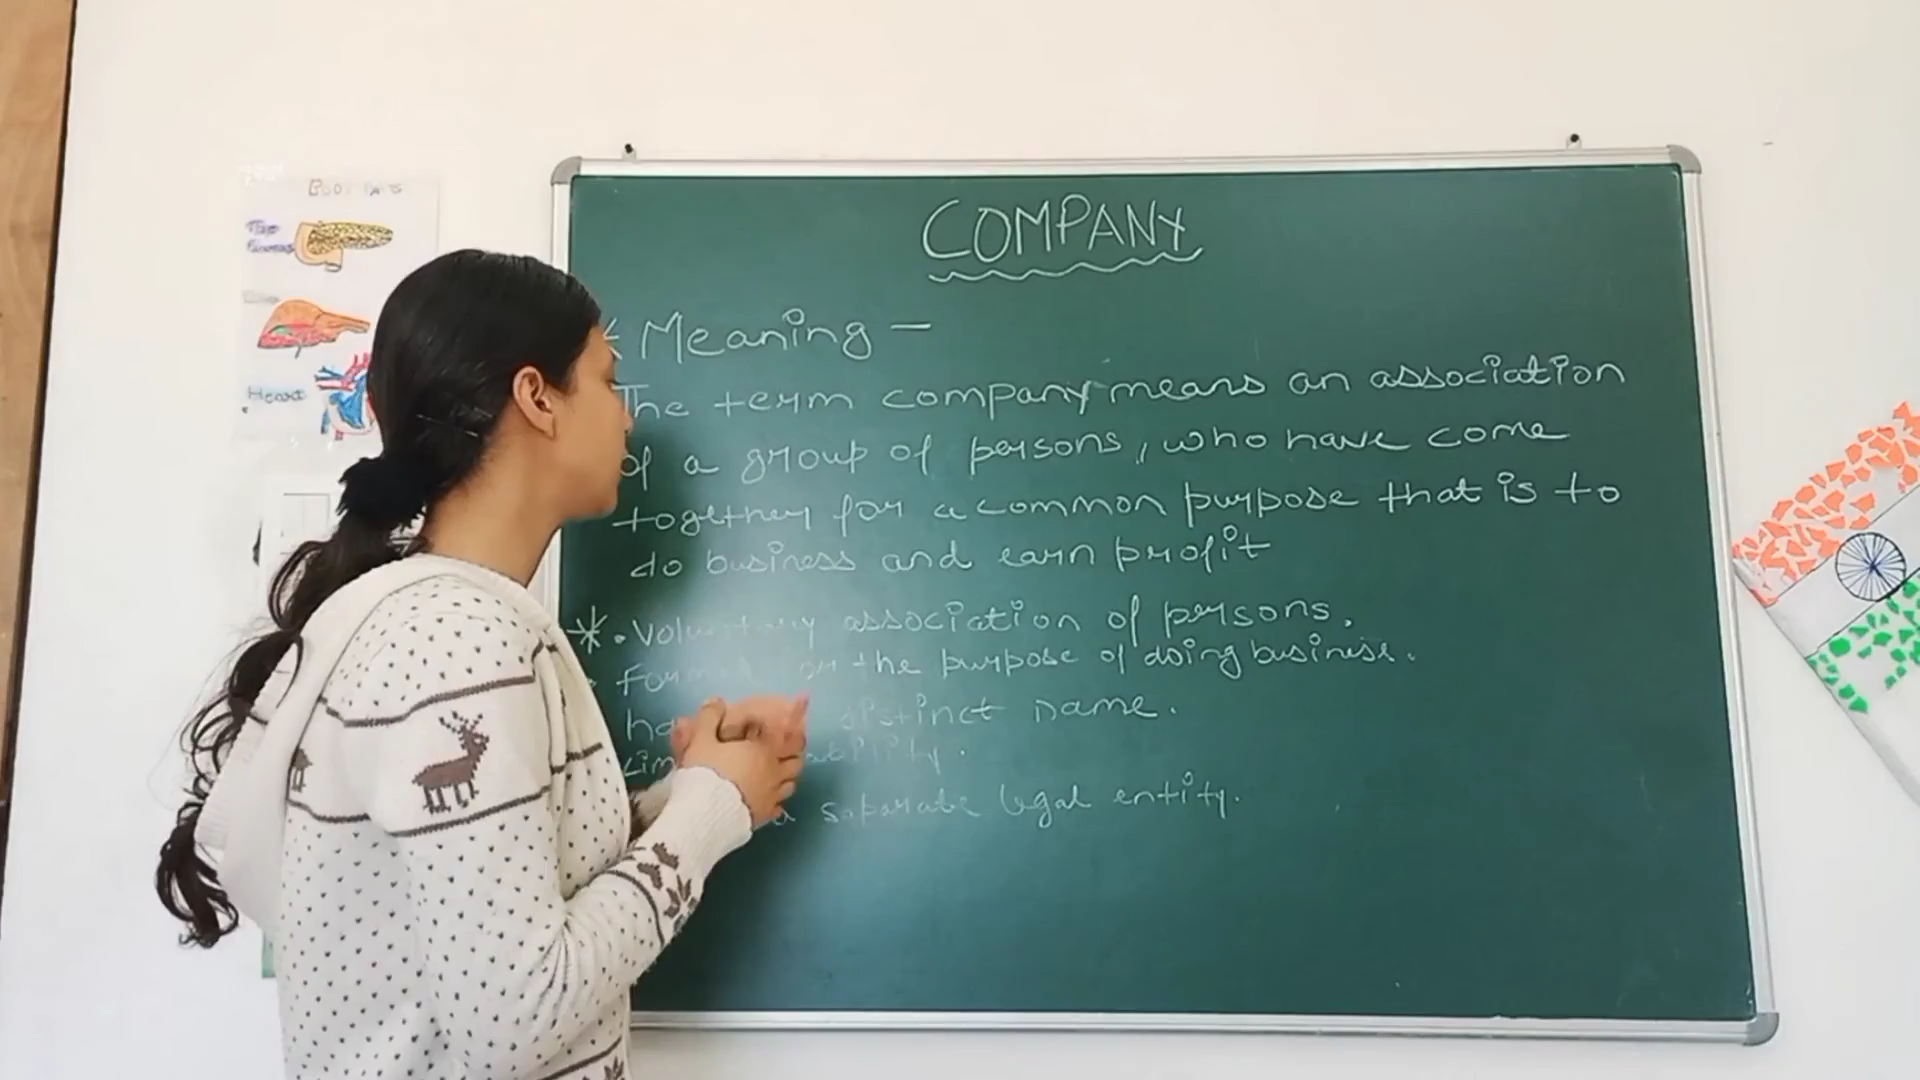 COMPANY
Meaning –
The term company means an association
of a group of persons, who have come
together for a common purpose that is to
do business and earn profit
* . Voluntary association of persons.
the purpose of doing business.
distinct name.
a separate legal entity.
Heart